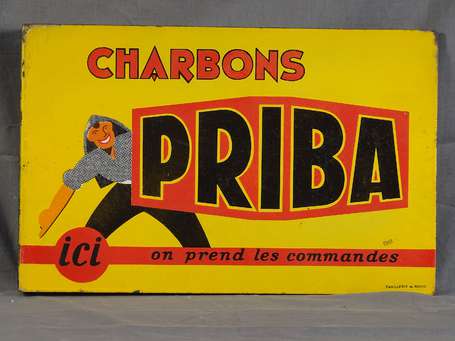 CHARBONS
PRIBA
ici on prend les commandes